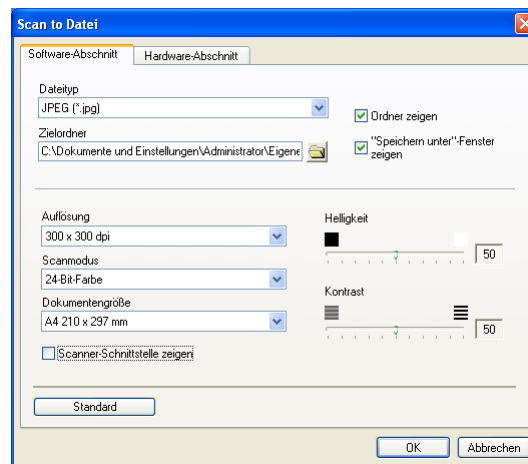 Scan to Datei
Software-Abschnitt
Hardware-Abschnitt
Dateityp
JPEG (*.jpg)
Ordner zeigen
Zielordner
C:\Dokumente und Einstellungen\Administrator\Eigene
"Speichern unter"-Fenster
zeigen
Auflösung
300 x 300 dpi
Scanmodus
24-Bit-Farbe
Dokumentengröße
A4 210 x 297 mm
Scanner-Schnittstelle zeigen
Helligkeit
50
Kontrast
50
Standard
OK
Abbrechen